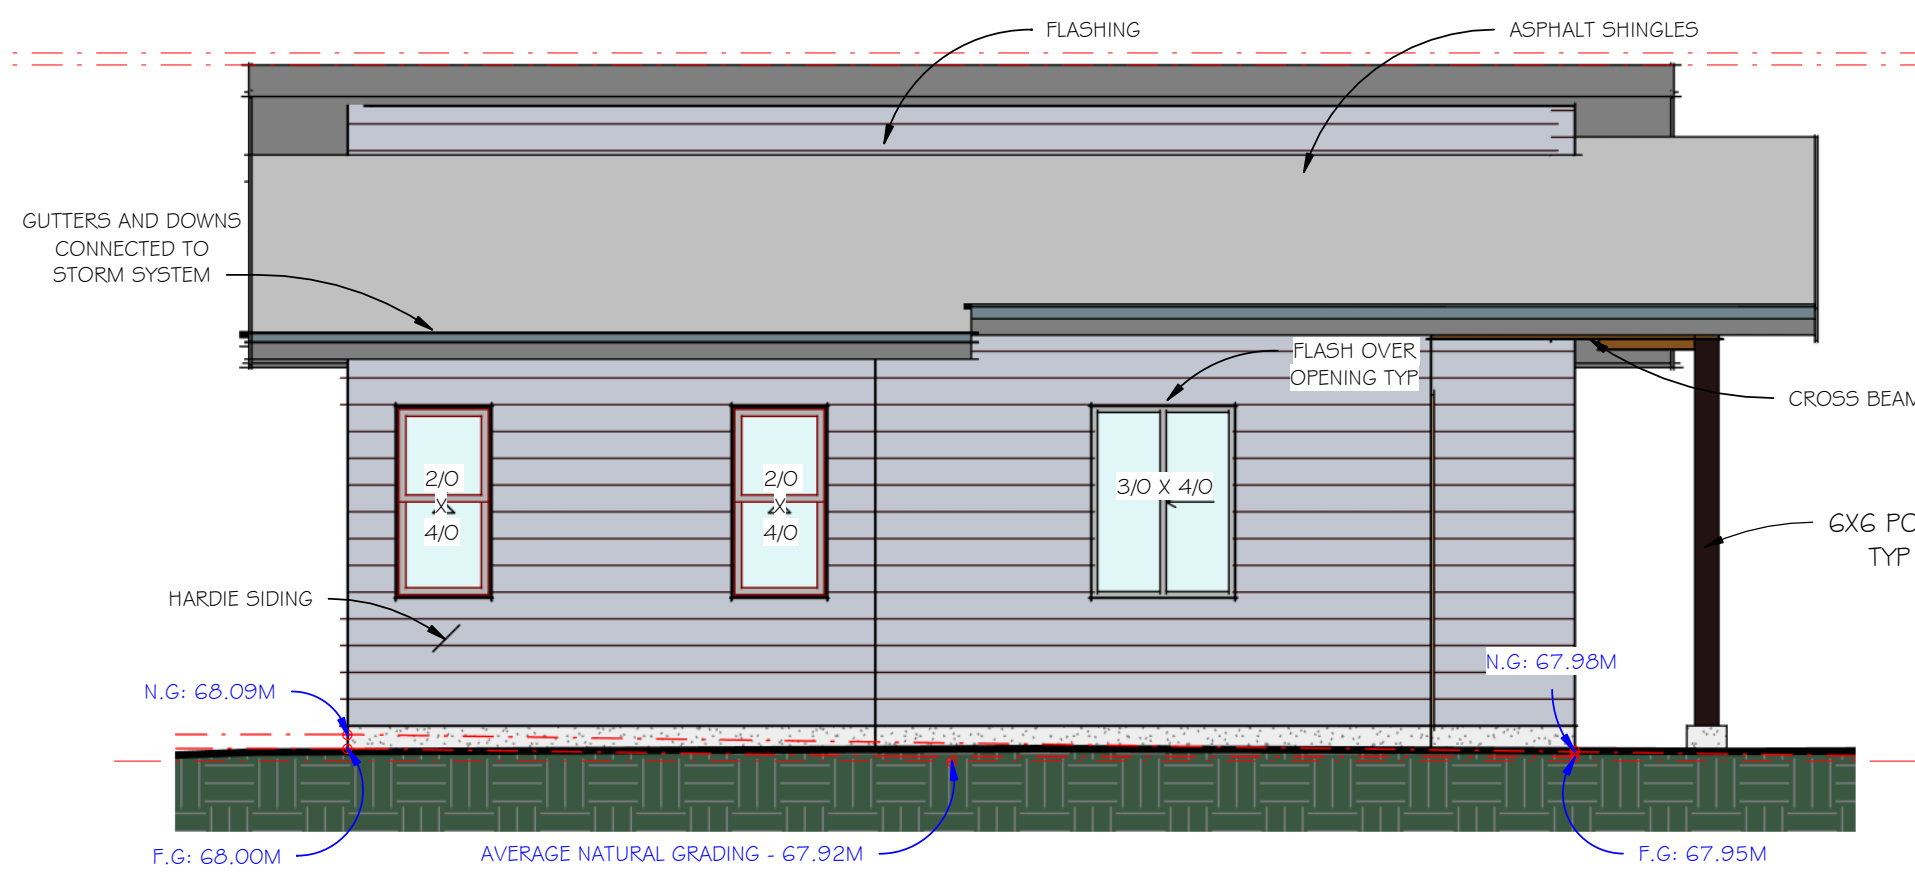 FLASHING
ASPHALT SHINGLES
GUTTERS AND DOWNS
CONNECTED TO
STORM SYSTEM
FLASH OVER
OPENING TYP
CROSS BEAM
2/0
X
4/0
2/0
X
4/0
3/0 X 4/0
6X6 PO
TYP
HARDIE SIDING
N.G: 67.98M
N.G: 68.09M
F.G: 68.00M
AVERAGE NATURAL GRADING - 67.92M
F.G: 67.95M